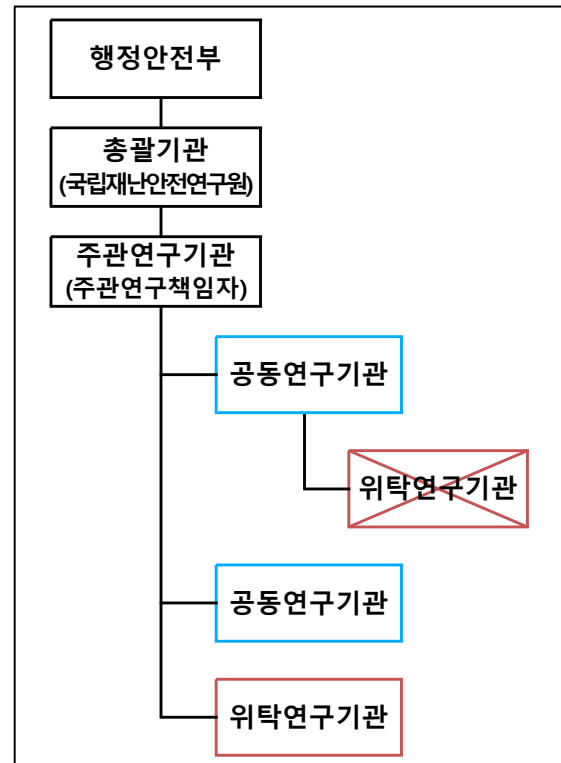 행정안전부
총괄기관
(국립재난안전연구원)
주관연구기관
(주관연구책임자)
공동연구기관
위탁연구기관
공동연구기관
위탁연구기관